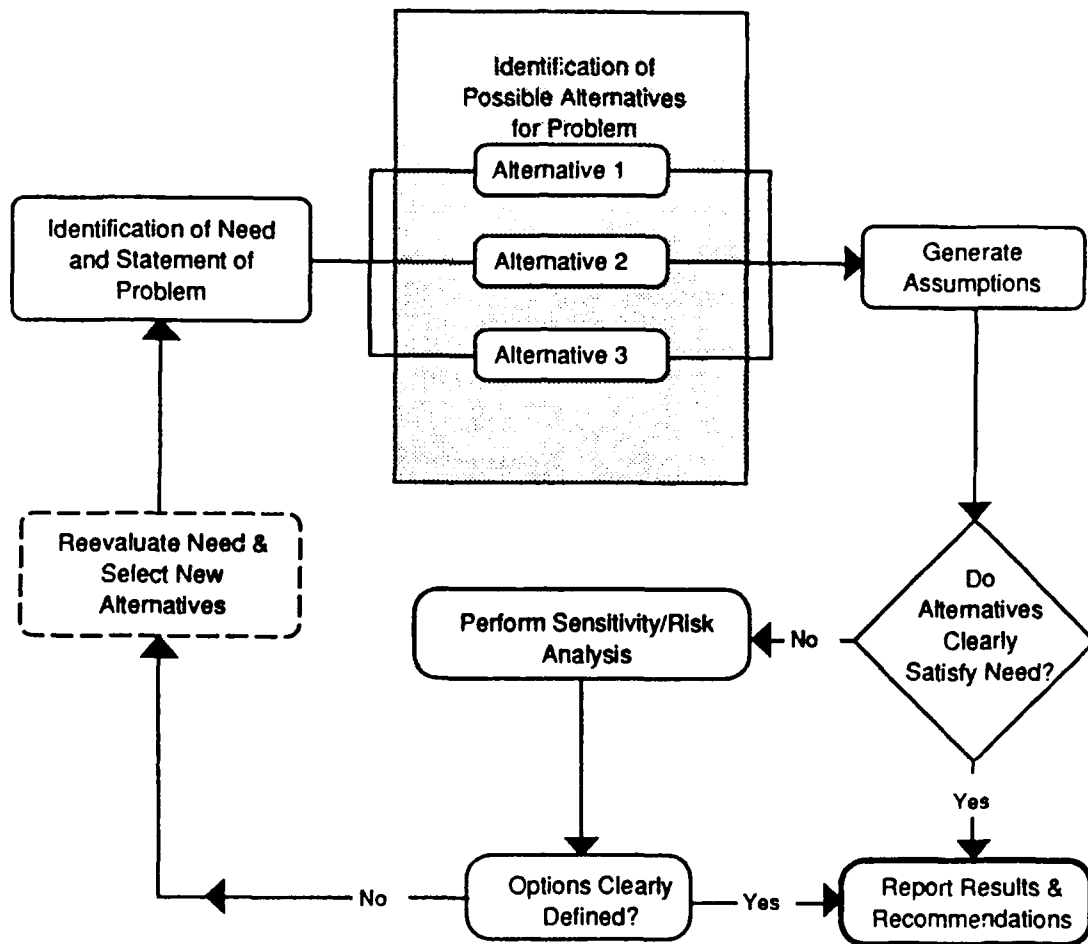 Identification of
Possible Alternatives
for Problem
Alternative 1
Identification of Need
and Statement of
Problem
Alternative 2
Generate
Assumptions
Alternative 3
Reevaluate Need &
Select New
Alternatives
Perform Sensitivity/Risk
Analysis
No
Do
Alternatives
Clearly
Satisfy Need?
Yes
No
Options Clearly
Defined?
Yes
Report Results &
Recommendations